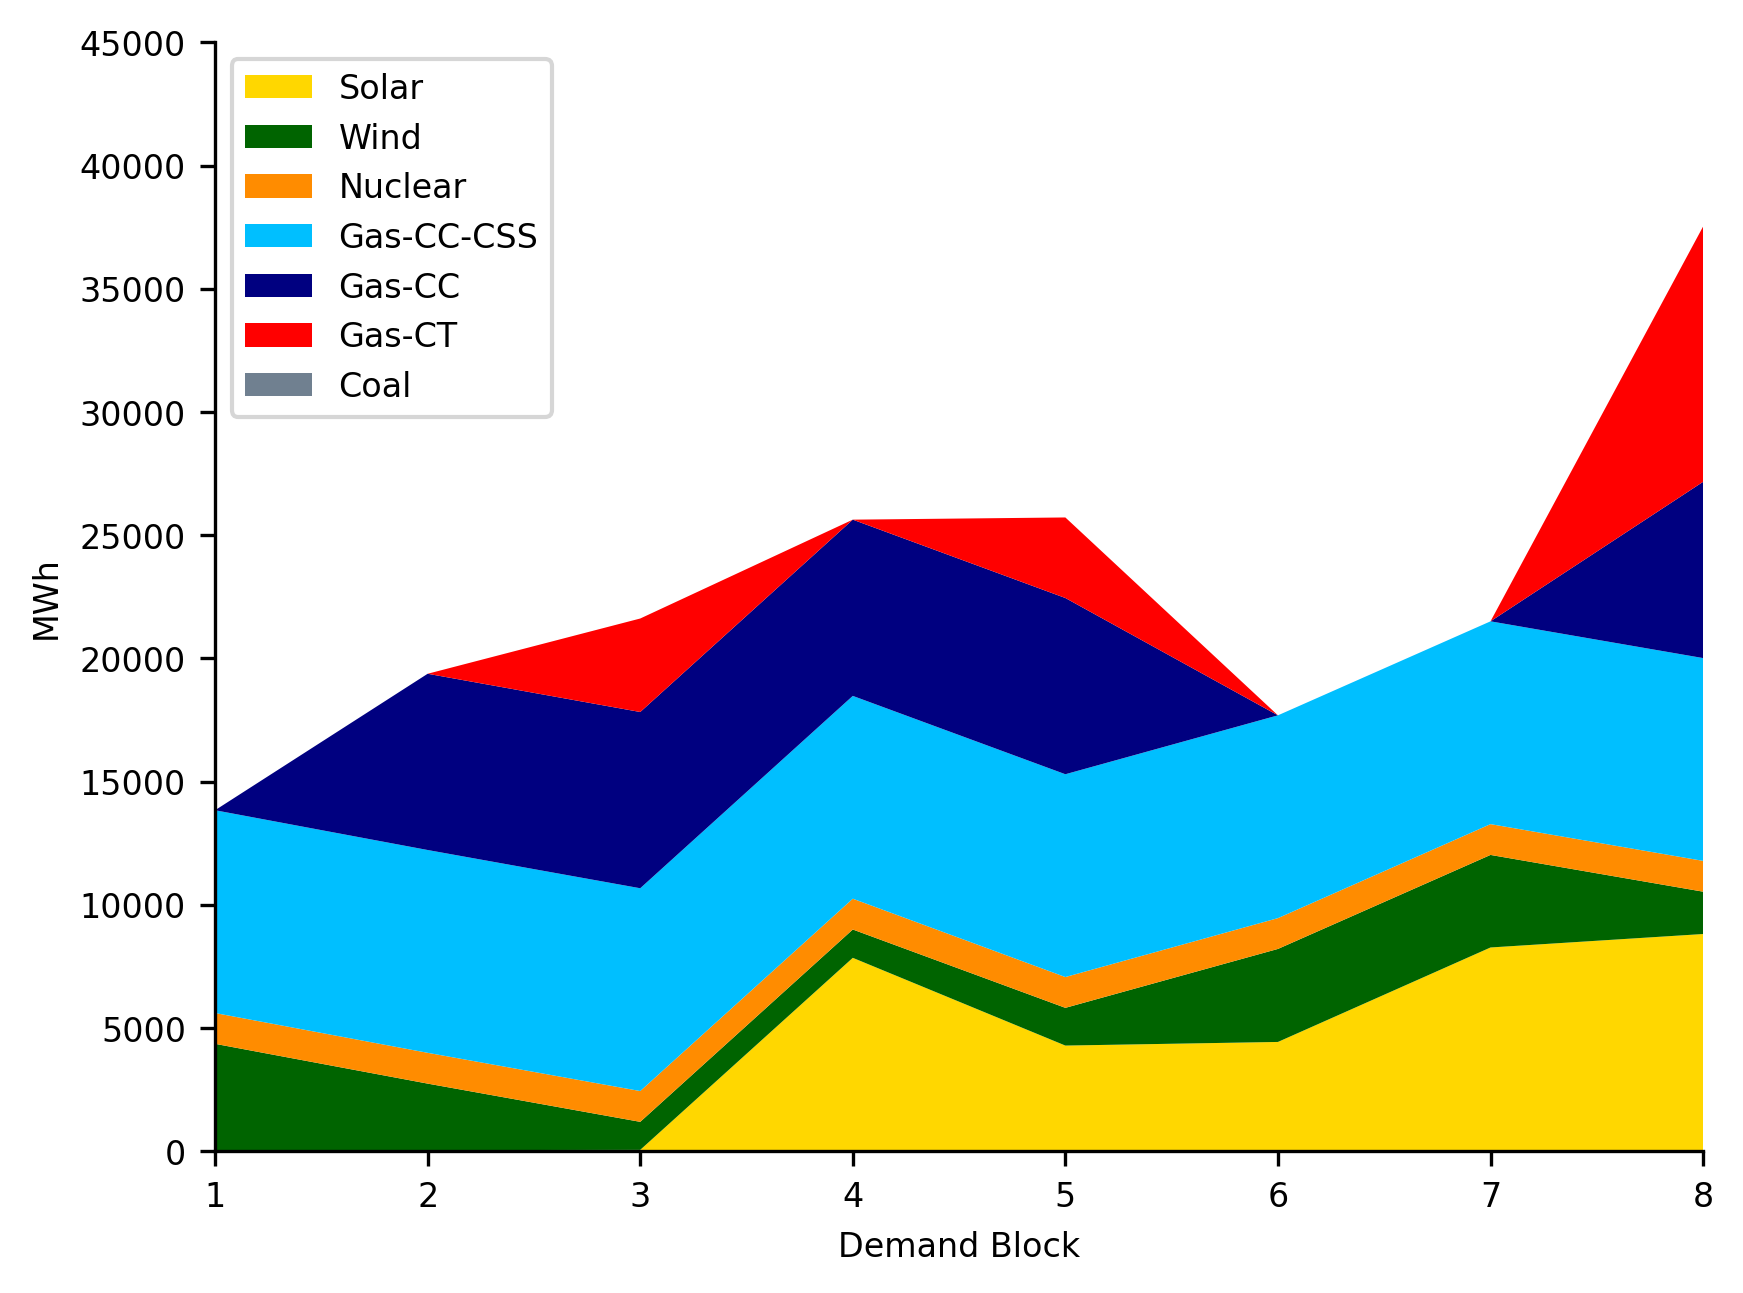 45000
40000
35000
30000
25000
20000
15000
10000
5000
0
MWh
Solar
Wind
Nuclear
Gas-CC-CSS
Gas-CC
Gas-CT
Coal
1 2 3 4 5 6 7 8
Demand Block